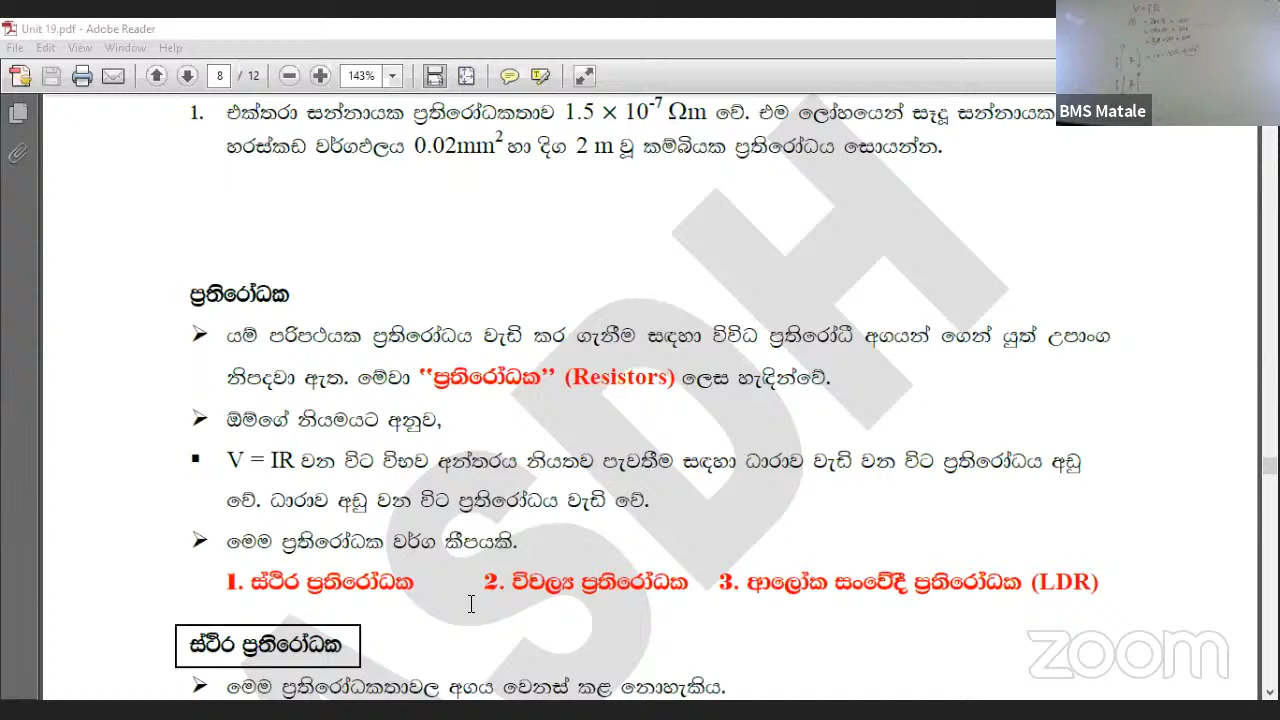 Unit 19.pdf - Adobe Reader
File Edit View Window Help
8 / 12 143%
BMS Matale
1. එක්තරා සන්නායක ප්‍රතිරෝධකතාව 1.5 × 10⁻⁷ Ωm වේ. එම ලෝහයෙන් සෑදූ සන්නායක
හරස්කඩ වර්ගඵලය 0.02mm² හා දිග 2 m වූ කම්බියක ප්‍රතිරෝධය සොයන්න.
ප්‍රතිරෝධක
➢ යම් පරිපථයක ප්‍රතිරෝධය වැඩි කර ගැනීම සඳහා විවිධ ප්‍රතිරෝධී අගයන් ගෙන් යුත් උපාංග
නිපදවා ඇත. මේවා “ප්‍රතිරෝධක” (Resistors) ලෙස හැඳින්වේ.
➢ ඕම්ගේ නියමයට අනුව,
▪ V = IR වන විට විභව අන්තරය නියතව පැවතීම සඳහා ධාරාව වැඩි වන විට ප්‍රතිරෝධය අඩු
වේ. ධාරාව අඩු වන විට ප්‍රතිරෝධය වැඩි වේ.
➢ මෙම ප්‍රතිරෝධක වර්ග කීපයකි.
1. ස්ථිර ප්‍රතිරෝධක 2. විචල්‍ය ප්‍රතිරෝධක 3. ආලෝක සංවේදී ප්‍රතිරෝධක (LDR)
ස්ථිර ප්‍රතිරෝධක
➢ මෙම ප්‍රතිරෝධකතාවල අගය වෙනස් කළ නොහැකිය.
SDH
zoom